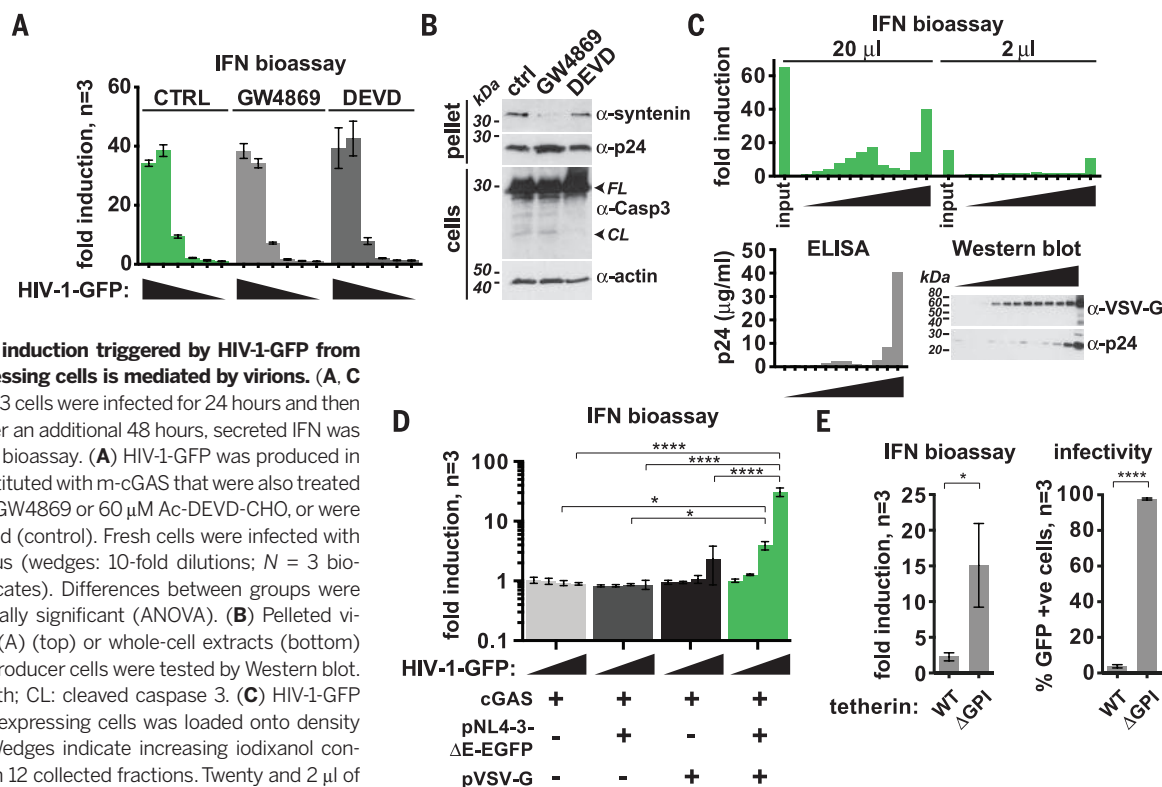 A
IFN bioassay
CTRL GW4869 DEVD
fold induction, n=3
60
40
20
0
HIV-1-GFP:
B
kDa
ctrl
GW4869
DEVD
pellet
30
α-syntenin
30
α-p24
cells
30
FL
α-Casp3
CL
50
40
α-actin
C
IFN bioassay
20 μl 2 μl
fold induction
60
40
20
0
input
input
ELISA
p24 (μg/ml)
50
40
30
20
10
0
Western blot
kDa
80
60
50
40
α-VSV-G
30
20
α-p24
induction triggered by HIV-1-GFP from
essing cells is mediated by virions. (A, C
3 cells were infected for 24 hours and then
er an additional 48 hours, secreted IFN was
bioassay. (A) HIV-1-GFP was produced in
tituted with m-cGAS that were also treated
GW4869 or 60 μM Ac-DEVD-CHO, or were
d (control). Fresh cells were infected with
us (wedges: 10-fold dilutions; N = 3 bio-
cates). Differences between groups were
ally significant (ANOVA). (B) Pelleted vi-
(A) (top) or whole-cell extracts (bottom)
roducer cells were tested by Western blot.
th; CL: cleaved caspase 3. (C) HIV-1-GFP
expressing cells was loaded onto density
Wedges indicate increasing iodixanol con-
n 12 collected fractions. Twenty and 2 μl of
D
IFN bioassay
fold induction, n=3
100
10
1
0.1
****
****
****
*
*
HIV-1-GFP:
cGAS + + + +
pNL4-3-
ΔE-EGFP - + - +
pVSV-G - - + +
E
IFN bioassay
fold induction, n=3
25
20
15
10
5
0
*
tetherin: WT ΔGPI
infectivity
% GFP +ve cells, n=3
100
80
60
40
20
0
****
WT ΔGPI